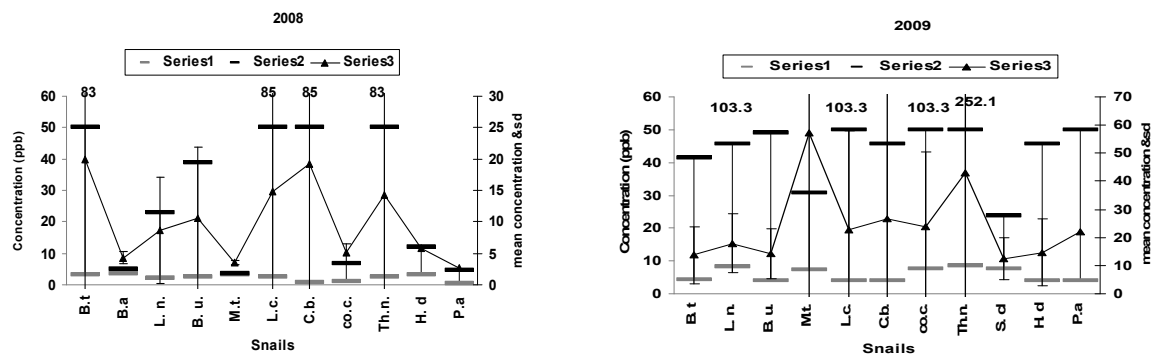 2008
Series1 Series2 Series3
83 85 85 83
60 50 40 30 20 10 0
Concentration (ppb)
30 25 20 15 10 5 0
mean concentration &sd
B.t B.a L. n. B. u. M.t. L.c. C.b. co.c. Th.n. H. d P.a
Snails
2009
Series1 Series2 Series3
103.3 103.3 103.3 252.1
60 50 40 30 20 10 0
Concentration (ppb)
70 60 50 40 30 20 10 0
mean concentration &sd
B.t L.n. B.u. M.t. L.c. C.b. co.c. Th.n. S.d H.d P.a
Snails